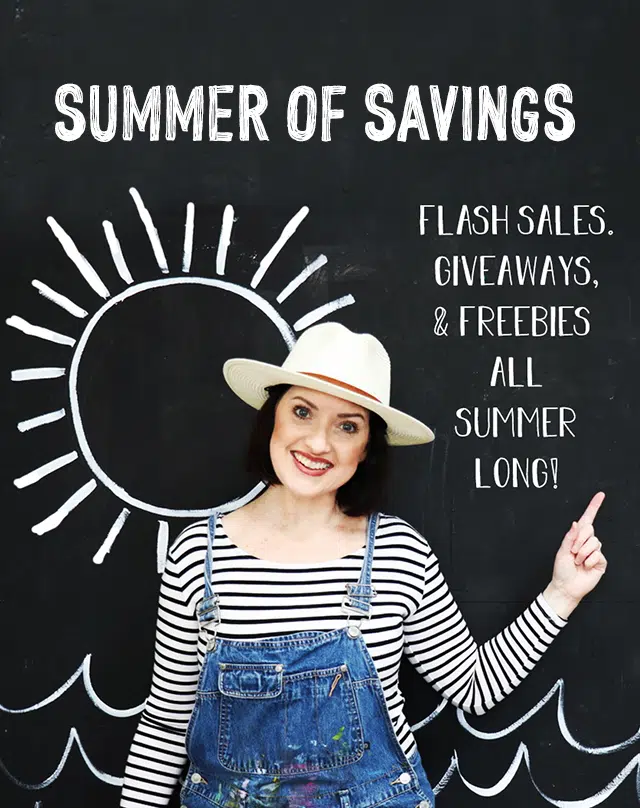 SUMMER OF SAVINGS
FLASH SALES.
GIVEAWAYS,
& FREEBIES
ALL
SUMMER
LONG!